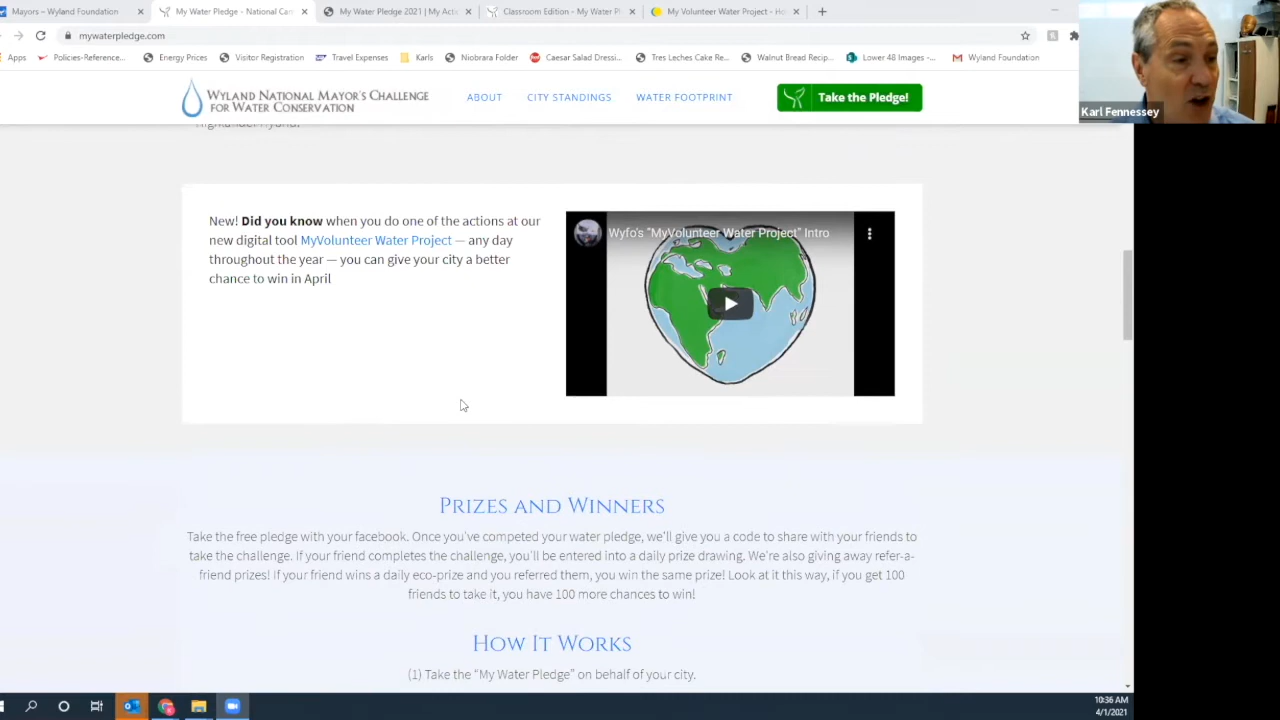 Mayors – Wyland Foundation
My Water Pledge - National Ca
My Water Pledge 2021 | My Acti
Classroom Edition - My Water Pl
My Volunteer Water Project - Ho
mywaterpledge.com
Apps
Policies-Reference...
Energy Prices
Visitor Registration
Travel Expenses
Karls
Niobrara Folder
Caesar Salad Dressi...
Tres Leches Cake Re...
Walnut Bread Recip...
Lower 48 Images -...
Wyland Foundation
Karl Fennessey
WYLAND NATIONAL MAYOR'S CHALLENGE
FOR WATER CONSERVATION
ABOUT
CITY STANDINGS
WATER FOOTPRINT
Take the Pledge!
New! Did you know when you do one of the actions at our
new digital tool MyVolunteer Water Project — any day
throughout the year — you can give your city a better
chance to win in April
Wyfo's "MyVolunteer Water Project" Intro
PRIZES AND WINNERS
Take the free pledge with your facebook. Once you've competed your water pledge, we'll give you a code to share with your friends to
take the challenge. If your friend completes the challenge, you'll be entered into a daily prize drawing. We're also giving away refer-a-
friend prizes! If your friend wins a daily eco-prize and you referred them, you win the same prize! Look at it this way, if you get 100
friends to take it, you have 100 more chances to win!
HOW IT WORKS
(1) Take the “My Water Pledge” on behalf of your city.
10:36 AM
4/1/2021